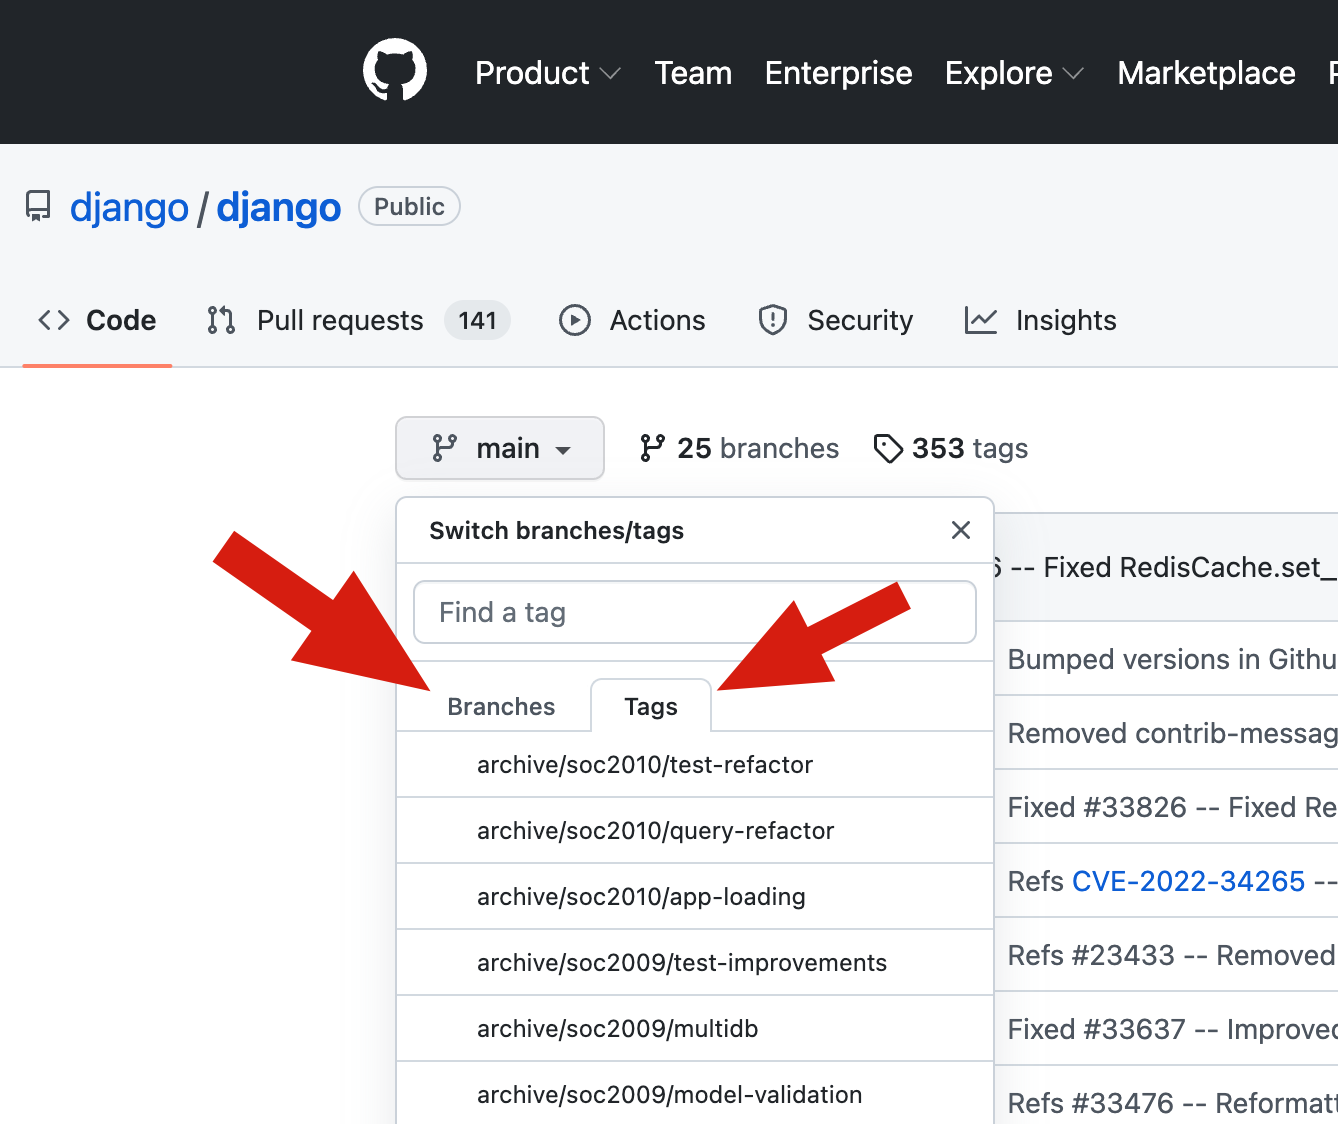 Product Team Enterprise Explore Marketplace
django / django Public
Code Pull requests 141 Actions Security Insights
main 25 branches 353 tags
Switch branches/tags
-- Fixed RedisCache.set_
Find a tag
Bumped versions in Githu
Branches Tags
Removed contrib-messag
archive/soc2010/test-refactor
Fixed #33826 -- Fixed Re
archive/soc2010/query-refactor
Refs CVE-2022-34265 --
archive/soc2010/app-loading
Refs #23433 -- Removed
archive/soc2009/test-improvements
Fixed #33637 -- Improved
archive/soc2009/multidb
Refs #33476 -- Reformatt
archive/soc2009/model-validation